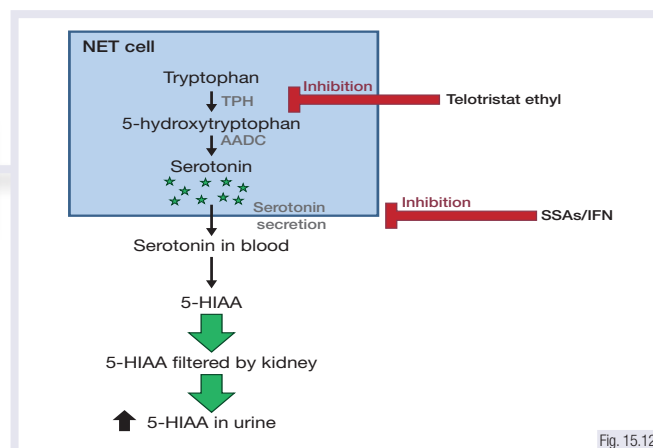 NET cell
Tryptophan
Inhibition
TPH
Telotristat ethyl
5-hydroxytryptophan
AADC
Serotonin
Serotonin
secretion
Inhibition
SSAs/IFN
Serotonin in blood
5-HIAA
5-HIAA filtered by kidney
5-HIAA in urine
Fig. 15.12